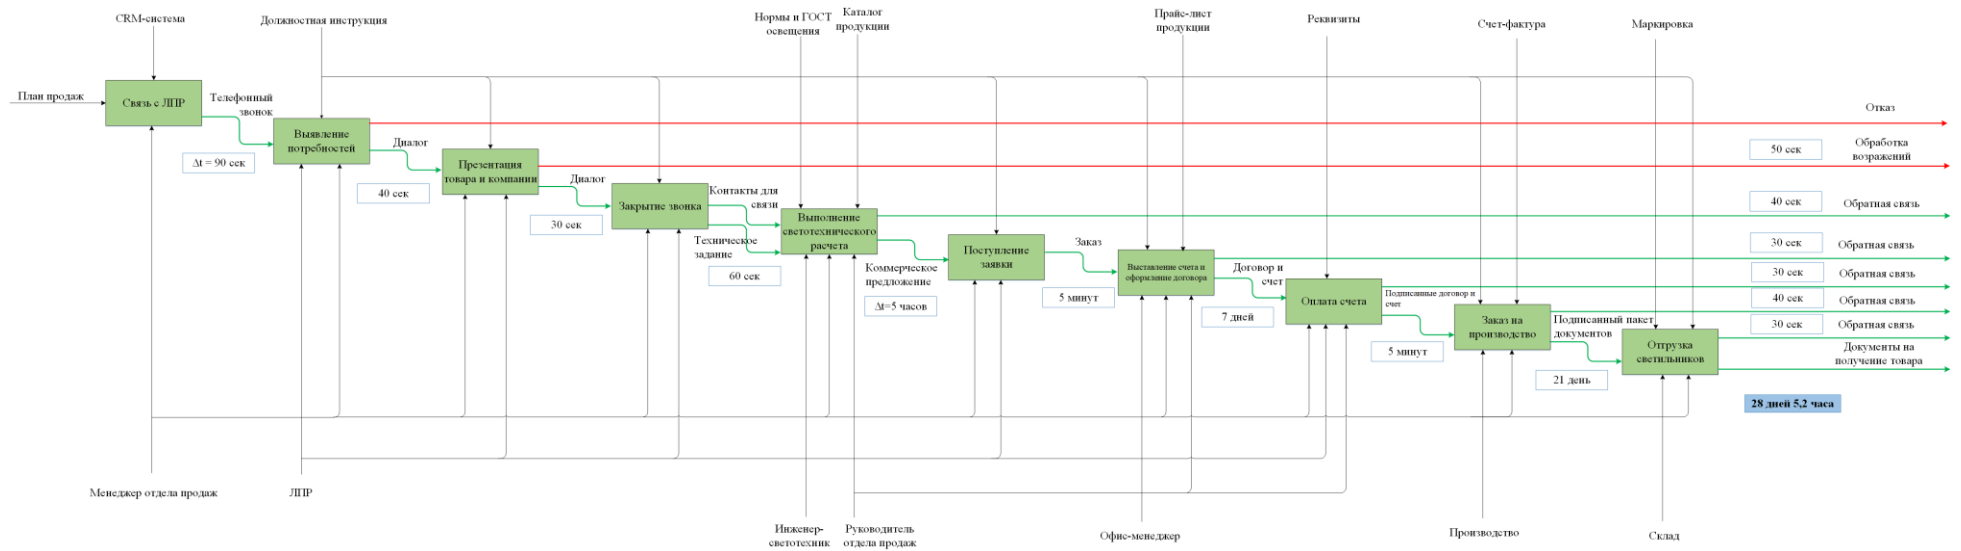 CRM-система
Должностная инструкция
Нормы и ГОСТ
освещения
Каталог
продукции
Прайс-лист
продукции
Реквизиты
Счет-фактура
Маркировка
План продаж
Связь с ЛПР
Телефонный
звонок
Δt = 90 сек
Выявление
потребностей
Отказ
Диалог
40 сек
Презентация
товара и компании
50 сек
Обработка
возражений
Диалог
30 сек
Закрытие звонка
Контакты для
связи
Техническое
задание
60 сек
Выполнение
светотехнического
расчета
40 сек
Обратная связь
Коммерческое
предложение
Δt=5 часов
Поступление
заявки
Заказ
5 минут
Выставление счета и
оформление договора
30 сек
Обратная связь
Договор и
счет
7 дней
Оплата счета
30 сек
Обратная связь
Подписанные договор и
счет
5 минут
Заказ на
производство
40 сек
Обратная связь
Подписанный пакет
документов
21 день
Отгрузка
светильников
30 сек
Обратная связь
Документы на
получение товара
28 дней 5,2 часа
Менеджер отдела продаж
ЛПР
Инженер-
светотехник
Руководитель
отдела продаж
Офис-менеджер
Производство
Склад